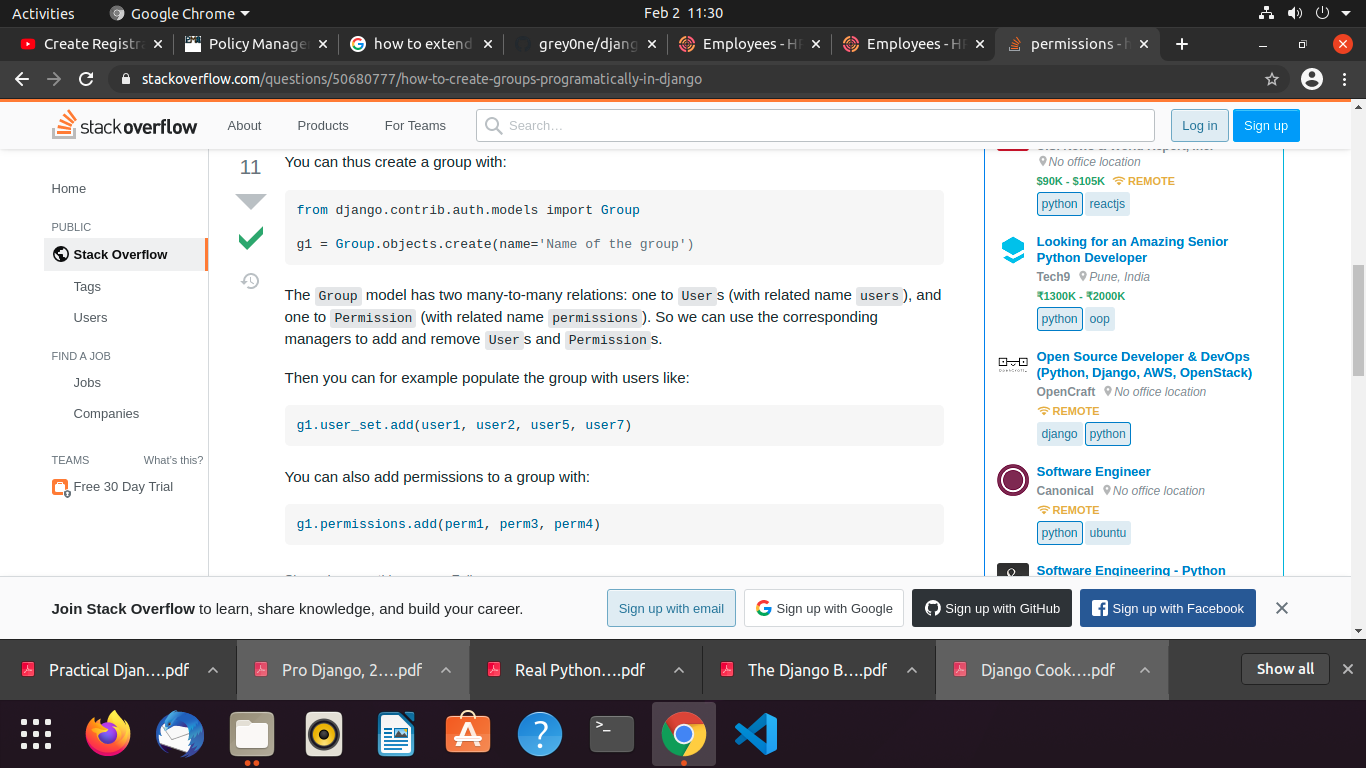 Activities
Google Chrome
Feb 2 11:30
Create Registra
Policy Manage
how to extend
grey0ne/djang
Employees - H
Employees - H
permissions - h
stackoverflow.com/questions/50680777/how-to-create-groups-programatically-in-django
stackoverflow
About
Products
For Teams
Search…
Log in
Sign up
Home
PUBLIC
Stack Overflow
Tags
Users
FIND A JOB
Jobs
Companies
TEAMS
What's this?
Free 30 Day Trial
11
You can thus create a group with:
from django.contrib.auth.models import Group
g1 = Group.objects.create(name='Name of the group')
The Group model has two many-to-many relations: one to Users (with related name users), and
one to Permission (with related name permissions). So we can use the corresponding
managers to add and remove Users and Permissions.
Then you can for example populate the group with users like:
g1.user_set.add(user1, user2, user5, user7)
You can also add permissions to a group with:
g1.permissions.add(perm1, perm3, perm4)
No office location
$90K - $105K REMOTE
python reactjs
Looking for an Amazing Senior
Python Developer
Tech9 Pune, India
₹1300K - ₹2000K
python oop
Open Source Developer & DevOps
(Python, Django, AWS, OpenStack)
OpenCraft No office location
REMOTE
django python
Software Engineer
Canonical No office location
REMOTE
python ubuntu
Software Engineering - Python
Join Stack Overflow to learn, share knowledge, and build your career.
Sign up with email
Sign up with Google
Sign up with GitHub
Sign up with Facebook
Practical Djan….pdf
Pro Django, 2….pdf
Real Python….pdf
The Django B….pdf
Django Cook….pdf
Show all